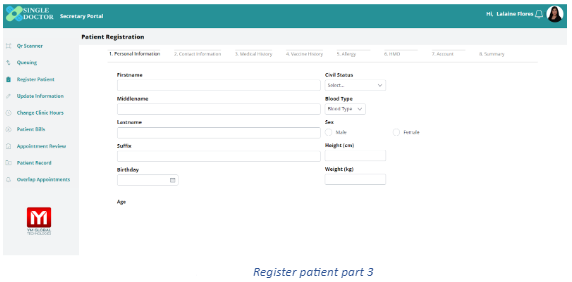 SINGLE
DOCTOR Secretary Portal
Hi, Lalaine Flores
Patient Registration
Qr Scanner
Queuing
Register Patient
Update Information
Change Clinic Hours
Patient Bills
Appointment Review
Patient Record
Overlap Appointments
1. Personal Information 2. Contact Information 3. Medical History 4. Vaccine History 5. Allergy 6. HMO 7. Account 8. Summary
Firstname
Civil Status
Select...
Middlename
Blood Type
Blood Type
Lastname
Sex
Male Female
Suffix
Height (cm)
Birthday
Weight (kg)
Age
YM GLOBAL
TECHNOLOGIES
Register patient part 3